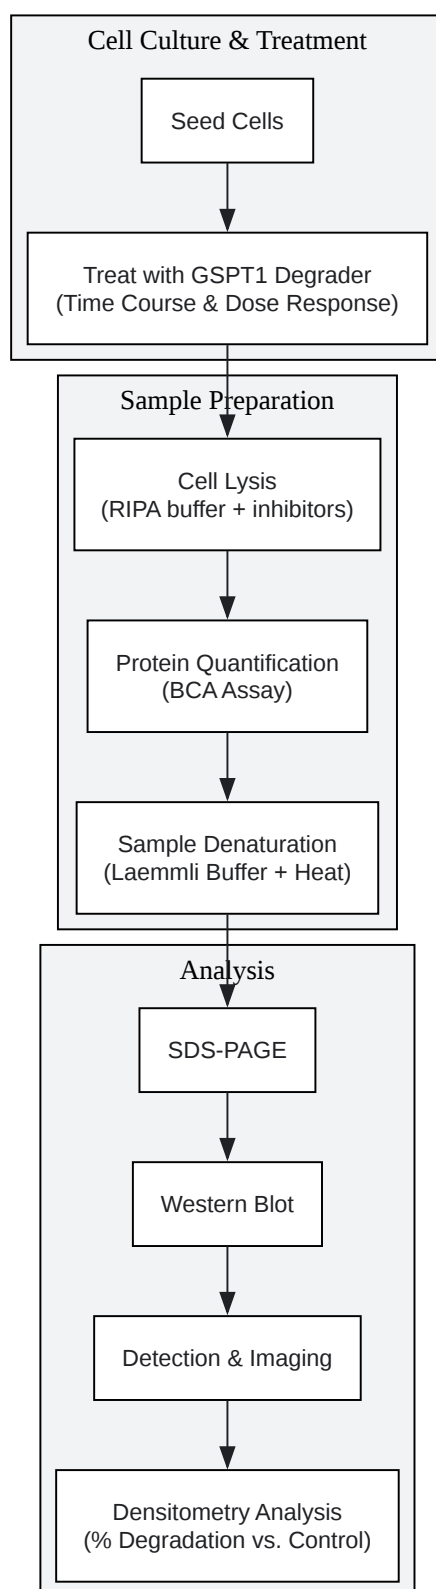 Cell Culture & Treatment
Seed Cells
Treat with GSPT1 Degrader
(Time Course & Dose Response)
Sample Preparation
Cell Lysis
(RIPA buffer + inhibitors)
Protein Quantification
(BCA Assay)
Sample Denaturation
(Laemmli Buffer + Heat)
Analysis
SDS-PAGE
Western Blot
Detection & Imaging
Densitometry Analysis
(% Degradation vs. Control)